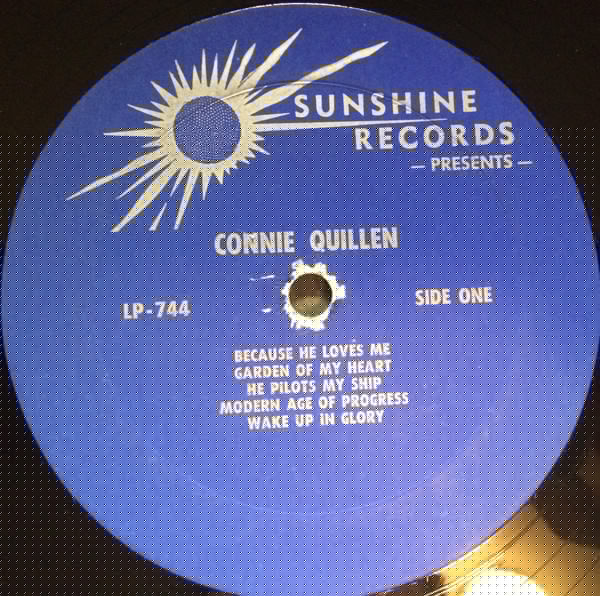 SUNSHINE
RECORDS
— PRESENTS —
CONNIE QUILLEN
LP-744
SIDE ONE
BECAUSE HE LOVES ME
GARDEN OF MY HEART
HE PILOTS MY SHIP
MODERN AGE OF PROGRESS
WAKE UP IN GLORY